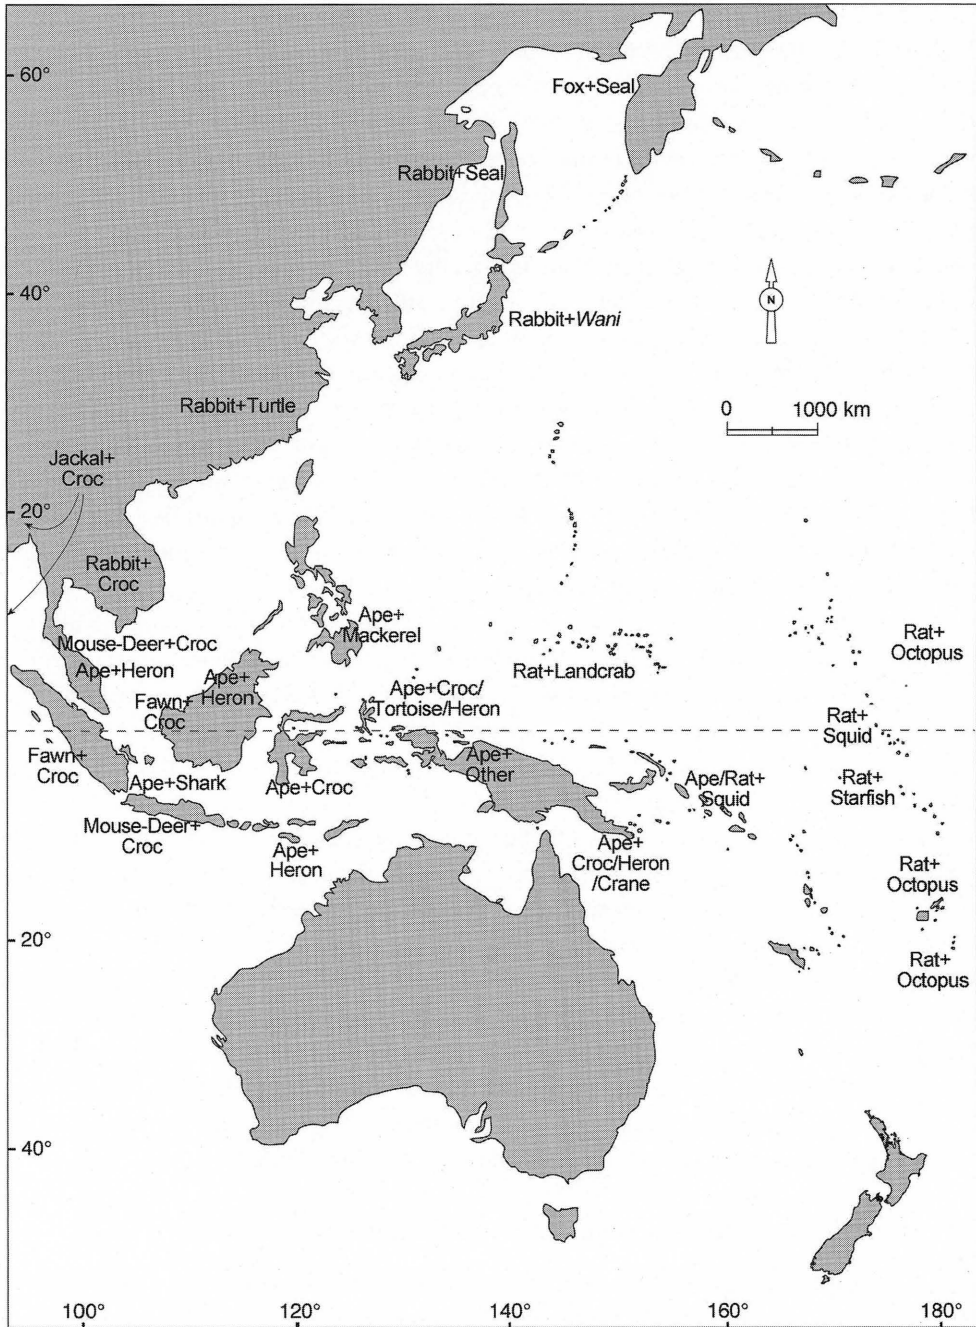 60°
Fox+Seal
Rabbit+Seal
40°
N
Rabbit+Wani
0 1000 km
Rabbit+Turtle
Jackal+
Croc
20°
Rabbit+
Croc
Ape+
Mackerel
Mouse-Deer+Croc
Ape+Heron
Rat+
Octopus
Rat+Landcrab
Ape+
Heron
Fawn+
Croc
Ape+Croc/
Tortoise/Heron
Rat+
Squid
Fawn+
Croc
Ape+Shark
Ape+Croc
Ape+
Other
Ape/Rat+
Squid
Rat+
Starfish
Mouse-Deer+
Croc
Ape+
Heron
Ape+
Croc/Heron
/Crane
Rat+
Octopus
20°
Rat+
Octopus
40°
100° 120° 140° 160° 180°